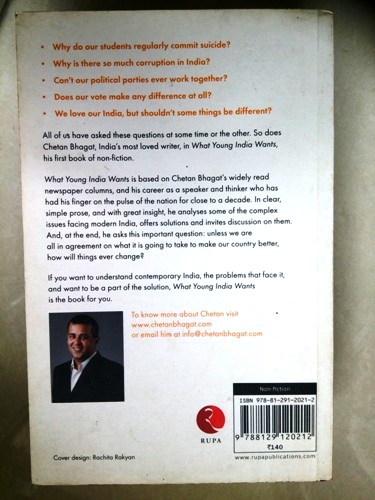 • Why do our students regularly commit suicide?
• Why is there so much corruption in India?
• Can't our political parties ever work together?
• Does our vote make any difference at all?
• We love our India, but shouldn't some things be different?
All of us have asked these questions at some time or the other. So does
Chetan Bhagat, India's most loved writer, in What Young India Wants,
his first book of non-fiction.
What Young India Wants is based on Chetan Bhagat's widely read
newspaper columns, and his career as a speaker and thinker who has
had his finger on the pulse of the nation for close to a decade. In clear,
simple prose, and with great insight, he analyses some of the complex
issues facing modern India, offers solutions and invites discussion on them.
And, at the end, he asks this important question: unless we are
all in agreement on what it is going to take to make our country better,
how will things ever change?
If you want to understand contemporary India, the problems that face it,
and want to be a part of the solution, What Young India Wants
is the book for you.
To know more about Chetan visit
www.chetanbhagat.com
or email him at info@chetanbhagat.com
RUPA
Non-fiction
ISBN 978-81-291-2021-2
9 788129 120212
₹140
www.rupapublications.com
Cover design: Rachita Rakyan